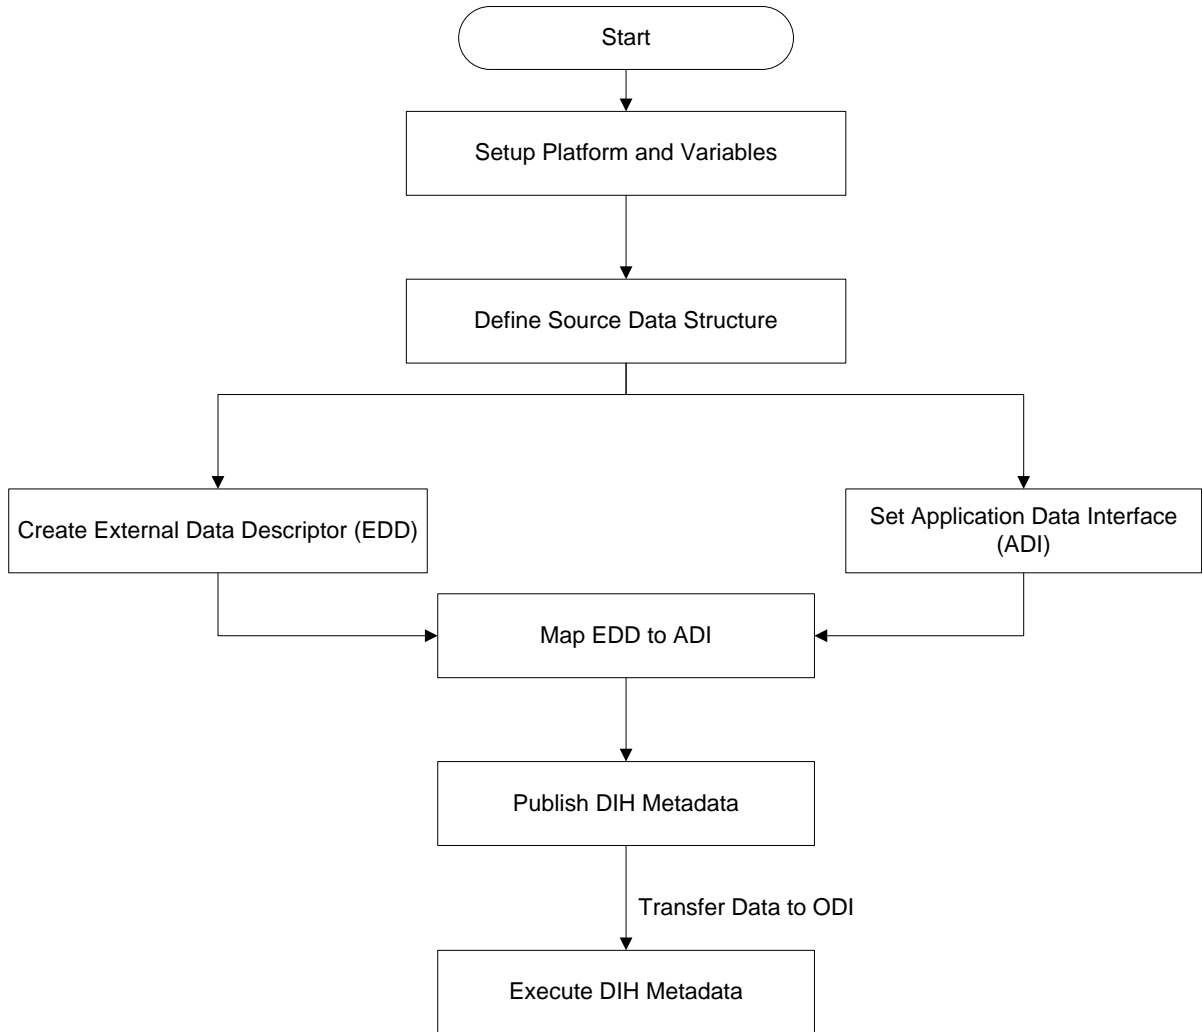 Start
Setup Platform and Variables
Define Source Data Structure
Create External Data Descriptor (EDD)
Set Application Data Interface
(ADI)
Map EDD to ADI
Publish DIH Metadata
Transfer Data to ODI
Execute DIH Metadata